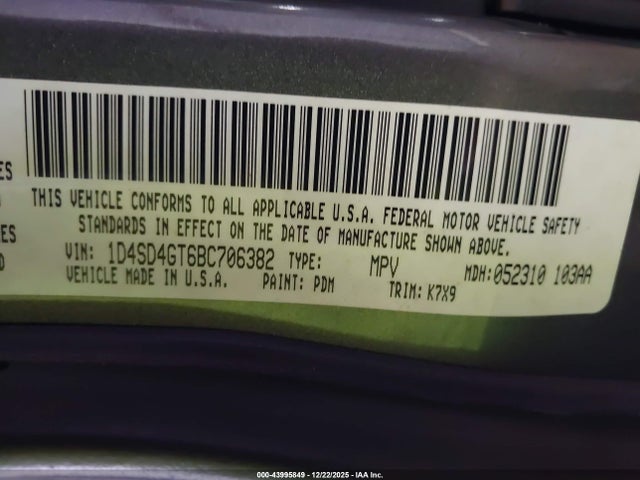 ES
ES
D
THIS VEHICLE CONFORMS TO ALL APPLICABLE U.S.A. FEDERAL MOTOR VEHICLE SAFETY
STANDARDS IN EFFECT ON THE DATE OF MANUFACTURE SHOWN ABOVE.
VIN: 1D4SD4GT6BC706382 TYPE: MPV MDH: 052310 103AA
VEHICLE MADE IN U.S.A. PAINT: PDM TRIM: K7X9
000-43995849 - 12/22/2025 - IAA Inc.